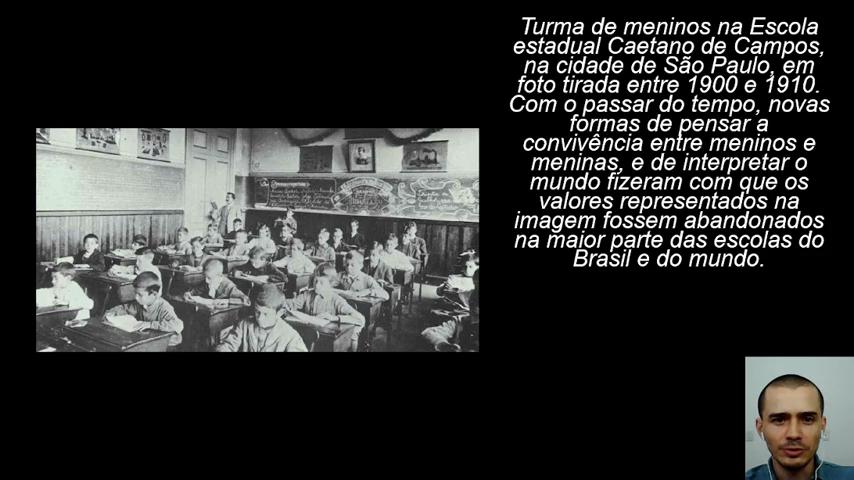 Turma de meninos na Escola
estadual Caetano de Campos,
na cidade de São Paulo, em
foto tirada entre 1900 e 1910.
Com o passar do tempo, novas
formas de pensar a
convivência entre meninos e
meninas, e de interpretar o
mundo fizeram com que os
valores representados na
imagem fossem abandonados
na maior parte das escolas do
Brasil e do mundo.